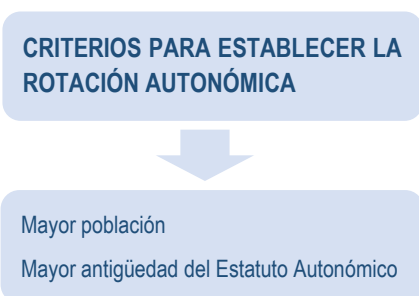 CRITERIOS PARA ESTABLECER LA
ROTACIÓN AUTONÓMICA
Mayor población
Mayor antigüedad del Estatuto Autonómico